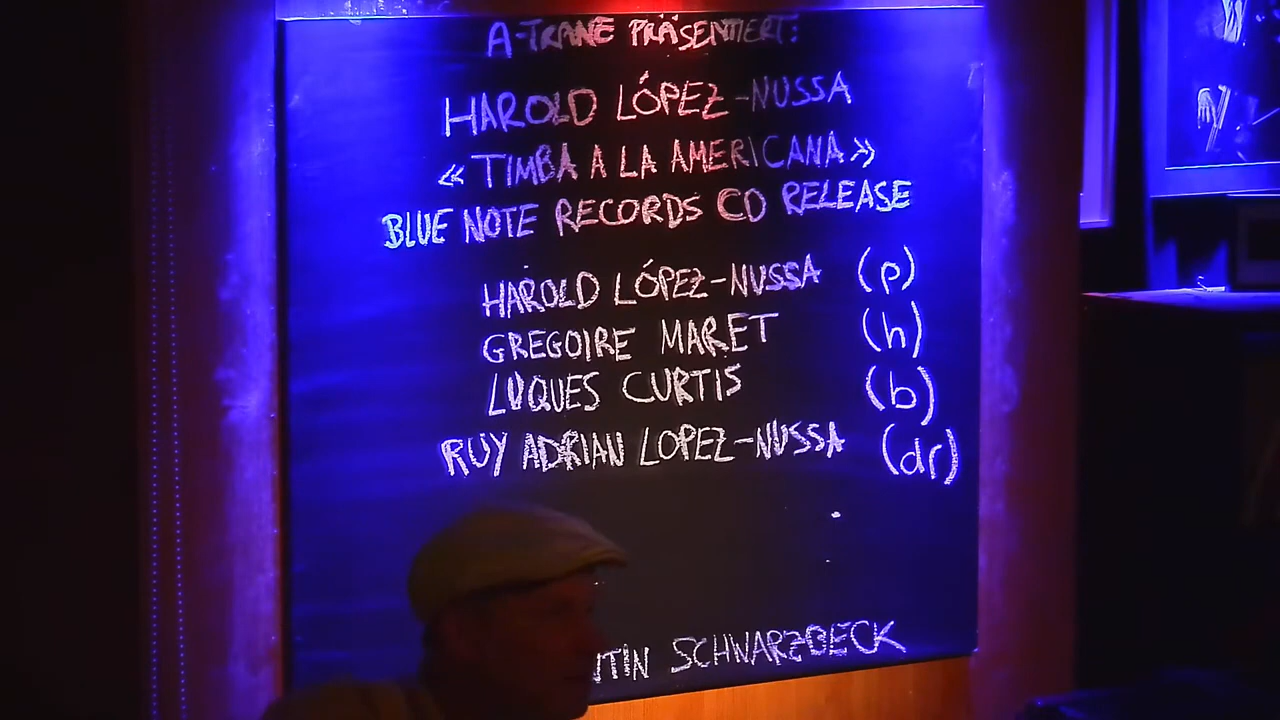 A-TRANE PRÄSENTIERT:
HAROLD LÓPEZ-NUSSA
« TIMBA A LA AMERICANA »
BLUE NOTE RECORDS CD RELEASE
HAROLD LÓPEZ-NUSSA (p)
GREGOIRE MARET (h)
LUQUES CURTIS (b)
RUY ADRIAN LOPEZ-NUSSA (dr)
SCHWARZBECK